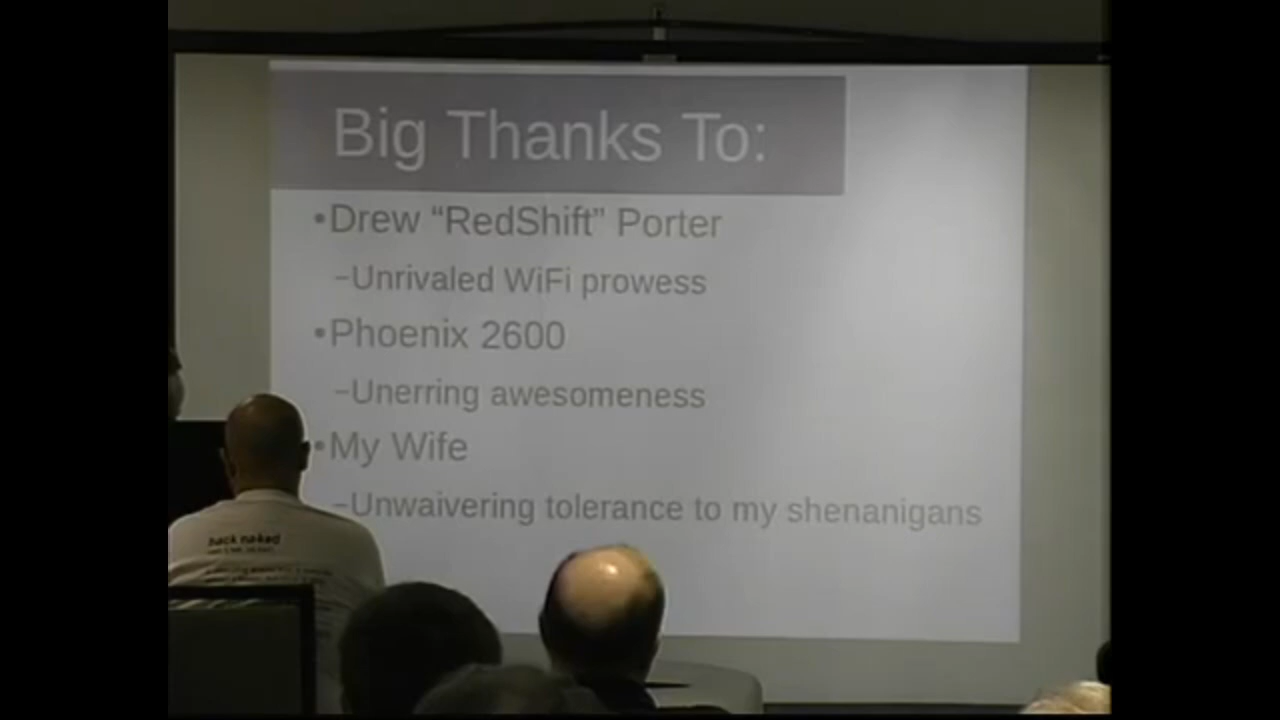 Big Thanks To:
•Drew “RedShift” Porter
–Unrivaled WiFi prowess
•Phoenix 2600
–Unerring awesomeness
•My Wife
–Unwaivering tolerance to my shenanigans
hack naked